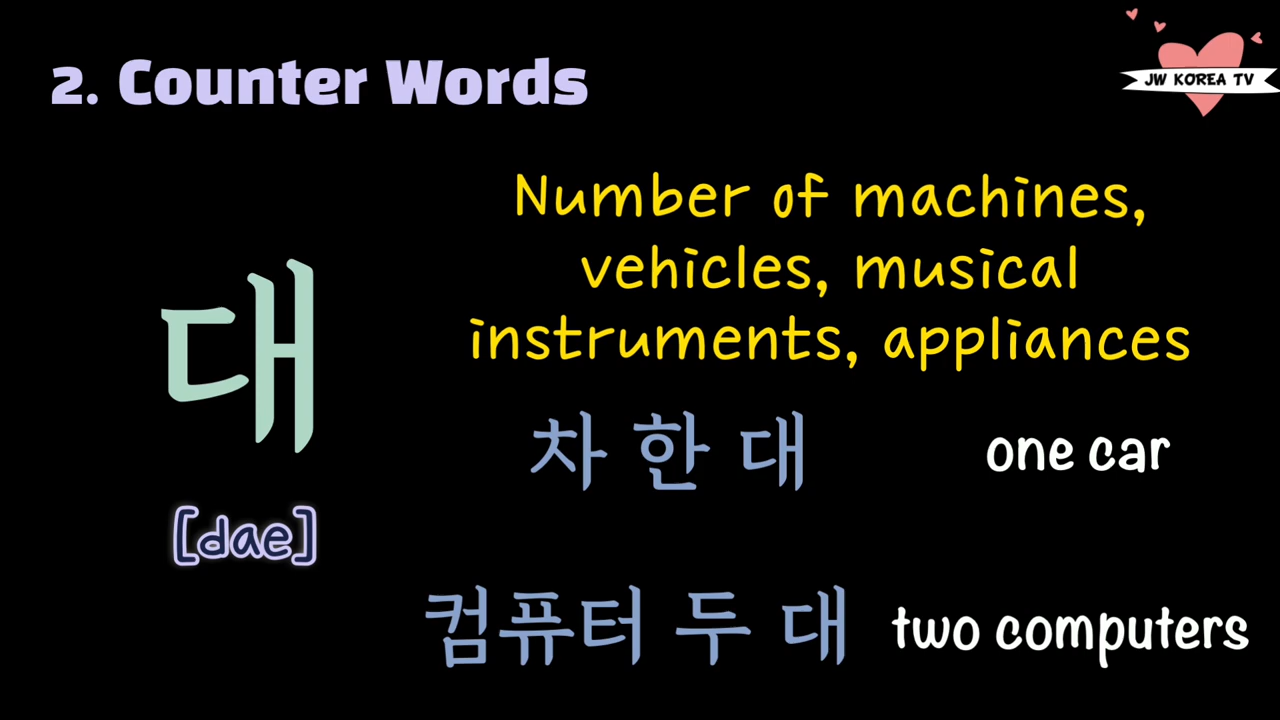 2. Counter Words
JW KOREA TV
대
[dae]
Number of machines,
vehicles, musical
instruments, appliances
차 한 대
one car
컴퓨터 두 대
two computers